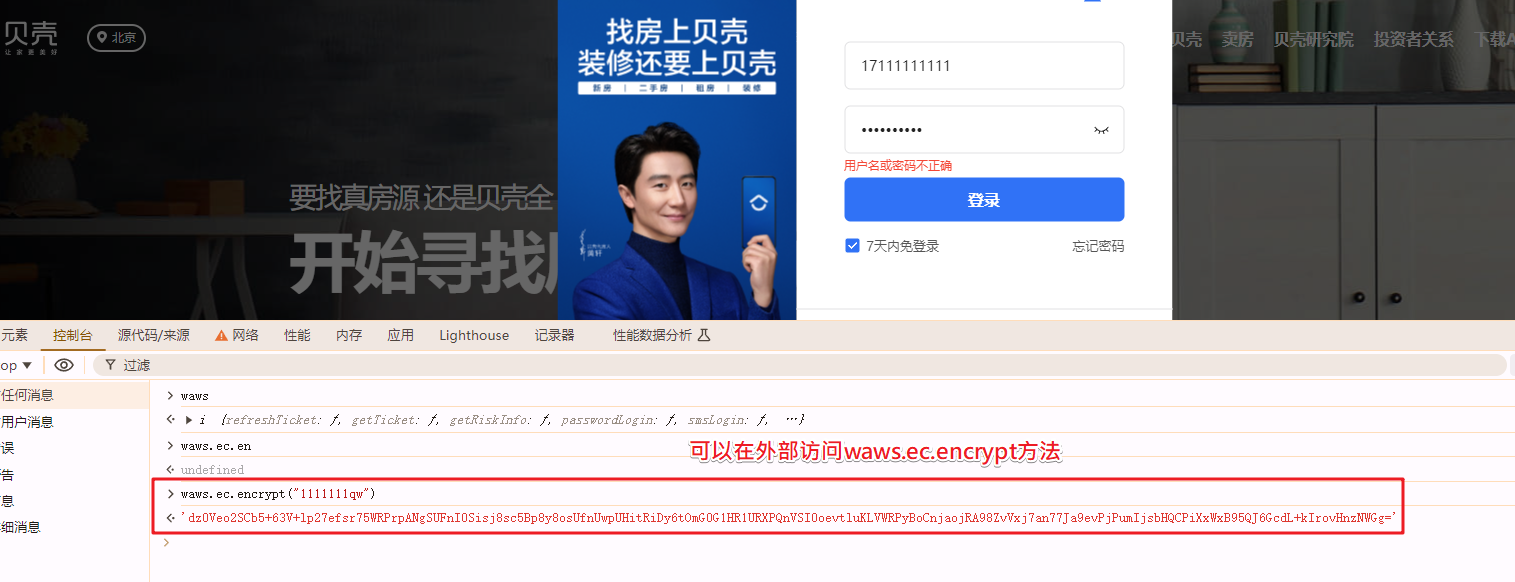 贝壳
让家更美好
北京
找房上贝壳
装修还要上贝壳
新房 | 二手房 | 租房 | 装修
17111111111
••••••••••
用户名或密码不正确
登录
7天内免登录
忘记密码
贝壳 卖房 贝壳研究院 投资者关系 下载A
要找真房源 还是贝壳全
开始寻找
元素 控制台 源代码/来源 网络 性能 内存 应用 Lighthouse 记录器 性能数据分析
op ▼ 过滤
任何消息
用户消息
误
告
息
细消息
> waws
i {refreshTicket: f, getTicket: f, getRiskInfo: f, passwordLogin: f, smsLogin: f, …}
> waws.ec.en
undefined
可以在外部访问waws.ec.encrypt方法
> waws.ec.encrypt("1111111qw")
'dzOVeo2SCb5+63V+lp27efsr75WRPrpANgSUFnIOSisj8sc5Bp8y8osUfnUwpUHitRiDy6tOmGOG1HR1URXPQnVSIOoevtluKLVWRPyBoCnjaojRA98ZvVxj7an77Ja9evPjPumIjsbHQCPiXxWxB95QJ6GcdL+kIrovHnzNWGg='
>